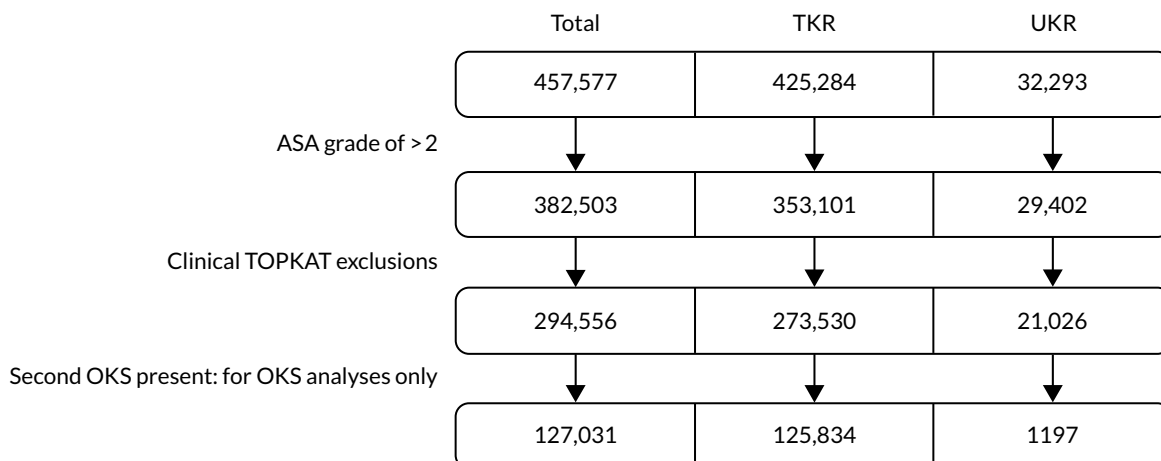 Total TKR UKR
457,577 425,284 32,293
ASA grade of >2
382,503 353,101 29,402
Clinical TOPKAT exclusions
294,556 273,530 21,026
Second OKS present: for OKS analyses only
127,031 125,834 1197